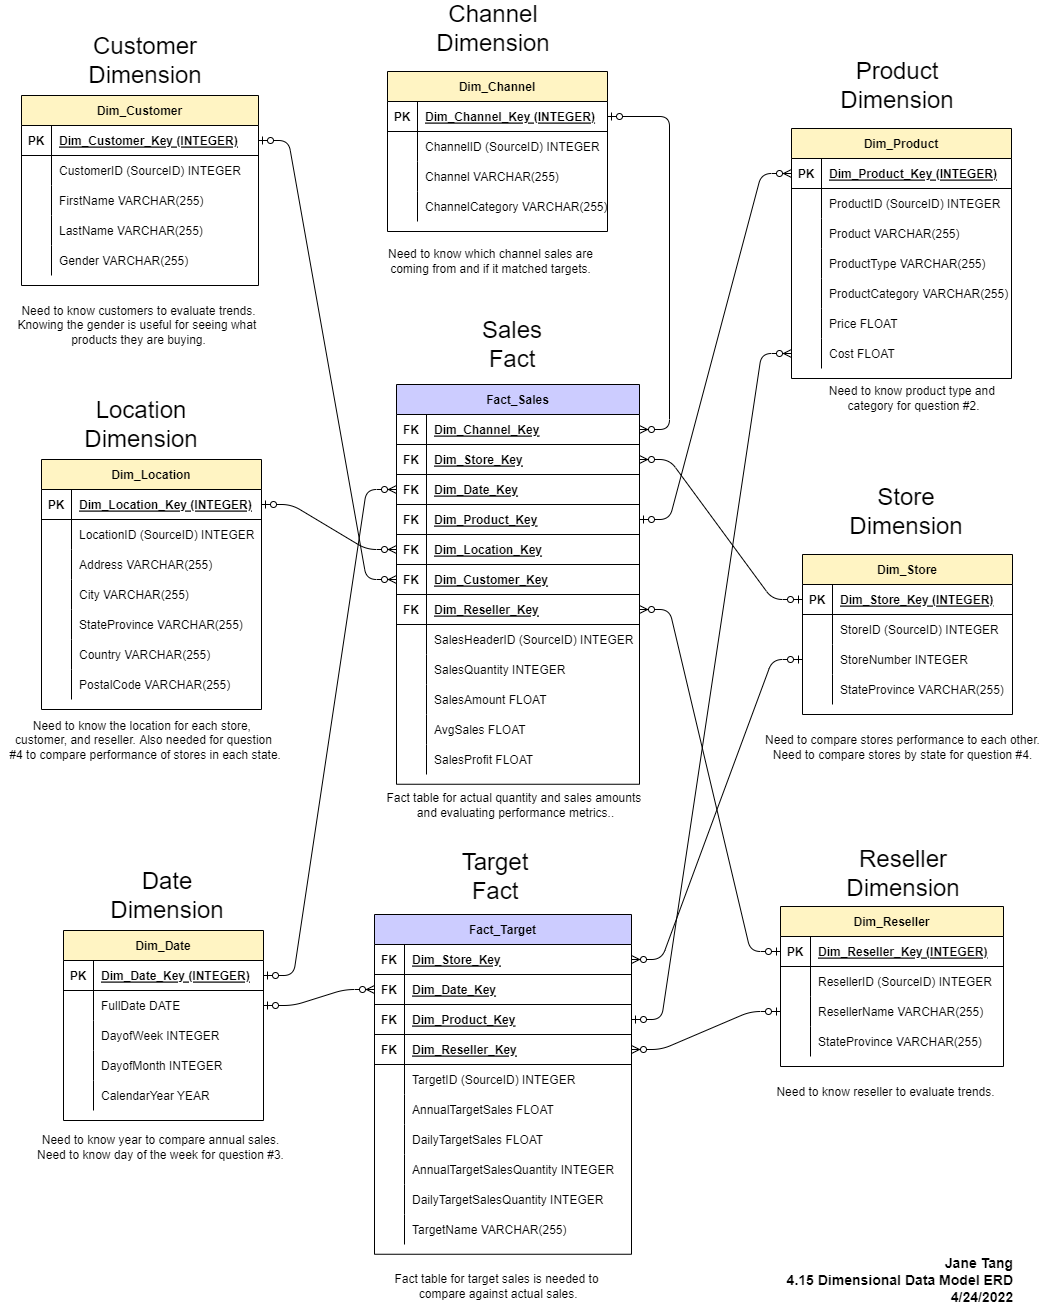 Customer
Dimension
Dim_Customer
PK Dim_Customer_Key (INTEGER)
CustomerID (SourceID) INTEGER
FirstName VARCHAR(255)
LastName VARCHAR(255)
Gender VARCHAR(255)
Need to know customers to evaluate trends.
Knowing the gender is useful for seeing what
products they are buying.
Channel
Dimension
Dim_Channel
PK Dim_Channel_Key (INTEGER)
ChannelID (SourceID) INTEGER
Channel VARCHAR(255)
ChannelCategory VARCHAR(255)
Need to know which channel sales are
coming from and if it matched targets.
Product
Dimension
Dim_Product
PK Dim_Product_Key (INTEGER)
ProductID (SourceID) INTEGER
Product VARCHAR(255)
ProductType VARCHAR(255)
ProductCategory VARCHAR(255)
Price FLOAT
Cost FLOAT
Need to know product type and
category for question #2.
Location
Dimension
Dim_Location
PK Dim_Location_Key (INTEGER)
LocationID (SourceID) INTEGER
Address VARCHAR(255)
City VARCHAR(255)
StateProvince VARCHAR(255)
Country VARCHAR(255)
PostalCode VARCHAR(255)
Need to know the location for each store,
customer, and reseller. Also needed for question
#4 to compare performance of stores in each state.
Sales
Fact
Fact_Sales
FK Dim_Channel_Key
FK Dim_Store_Key
FK Dim_Date_Key
FK Dim_Product_Key
FK Dim_Location_Key
FK Dim_Customer_Key
FK Dim_Reseller_Key
SalesHeaderID (SourceID) INTEGER
SalesQuantity INTEGER
SalesAmount FLOAT
AvgSales FLOAT
SalesProfit FLOAT
Fact table for actual quantity and sales amounts
and evaluating performance metrics..
Store
Dimension
Dim_Store
PK Dim_Store_Key (INTEGER)
StoreID (SourceID) INTEGER
StoreNumber INTEGER
StateProvince VARCHAR(255)
Need to compare stores performance to each other.
Need to compare stores by state for question #4.
Date
Dimension
Dim_Date
PK Dim_Date_Key (INTEGER)
FullDate DATE
DayofWeek INTEGER
DayofMonth INTEGER
CalendarYear YEAR
Need to know year to compare annual sales.
Need to know day of the week for question #3.
Target
Fact
Fact_Target
FK Dim_Store_Key
FK Dim_Date_Key
FK Dim_Product_Key
FK Dim_Reseller_Key
TargetID (SourceID) INTEGER
AnnualTargetSales FLOAT
DailyTargetSales FLOAT
AnnualTargetSalesQuantity INTEGER
DailyTargetSalesQuantity INTEGER
TargetName VARCHAR(255)
Fact table for target sales is needed to
compare against actual sales.
Reseller
Dimension
Dim_Reseller
PK Dim_Reseller_Key (INTEGER)
ResellerID (SourceID) INTEGER
ResellerName VARCHAR(255)
StateProvince VARCHAR(255)
Need to know reseller to evaluate trends.
Jane Tang
4.15 Dimensional Data Model ERD
4/24/2022